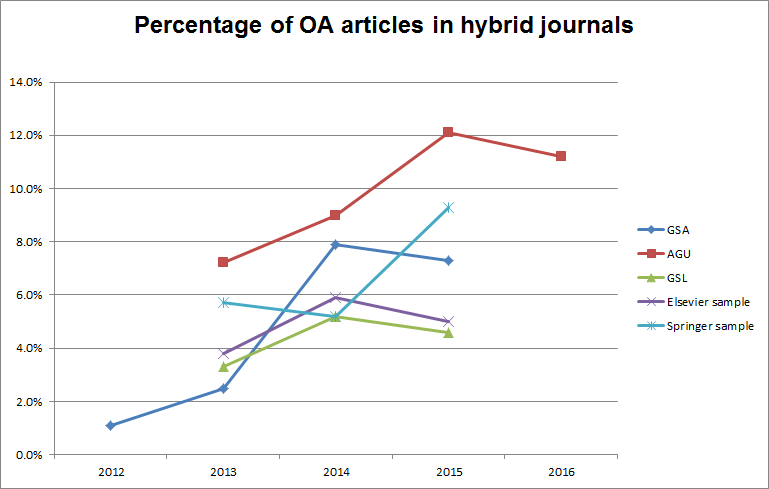 Percentage of OA articles in hybrid journals
14.0%
12.0%
10.0%
8.0%
6.0%
4.0%
2.0%
0.0%
2012 2013 2014 2015 2016
GSA
AGU
GSL
Elsevier sample
Springer sample